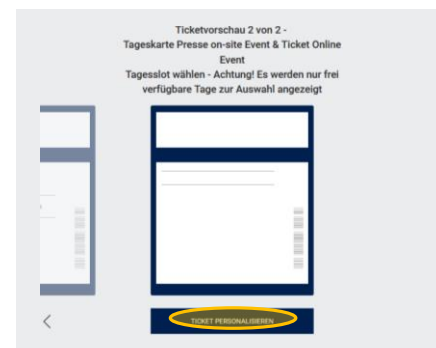 Ticketvorschau 2 von 2 -
Tageskarte Presse on-site Event & Ticket Online
Event
Tagesslot wählen - Achtung! Es werden nur frei
verfügbare Tage zur Auswahl angezeigt
TICKET PERSONALISIEREN